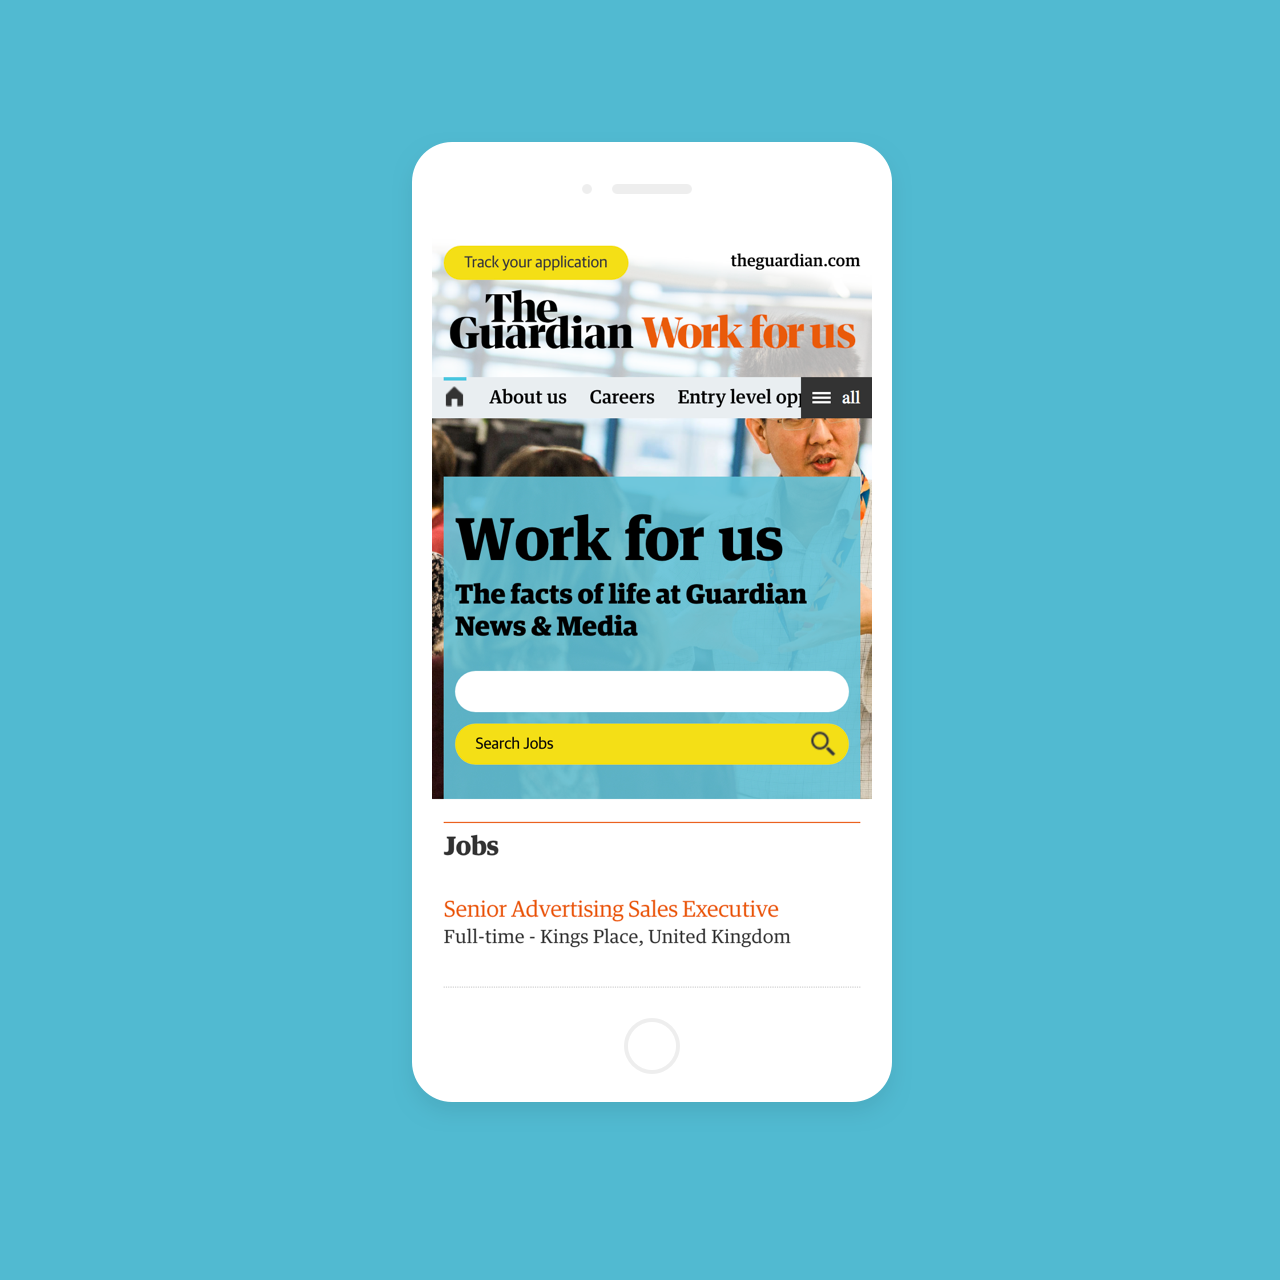 Track your application
theguardian.com
The
Guardian Work for us
About us Careers Entry level opp
all
Work for us
The facts of life at Guardian
News & Media
Search Jobs
Jobs
Senior Advertising Sales Executive
Full-time - Kings Place, United Kingdom